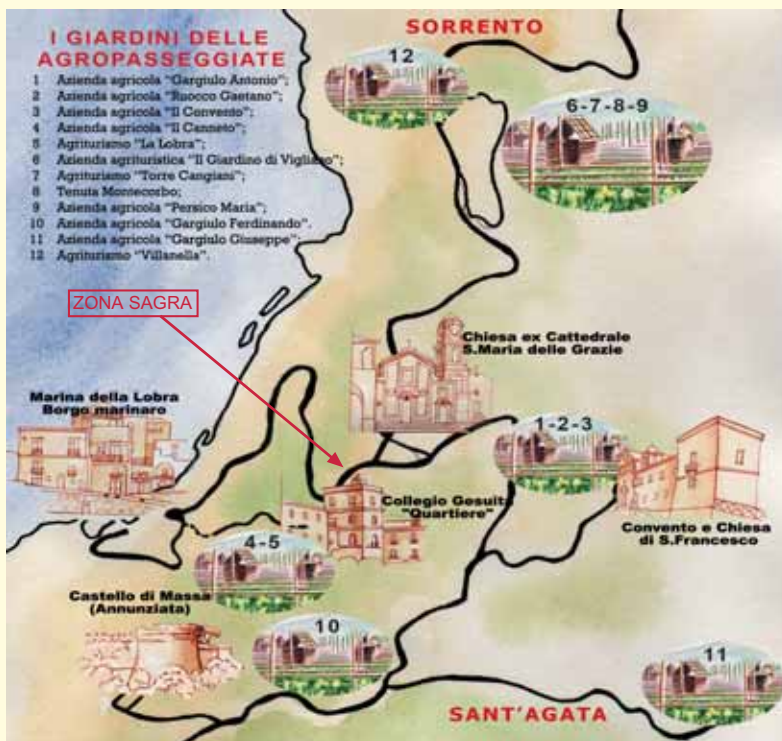 I GIARDINI DELLE
AGROPASSEGGIATE
1 Azienda agricola "Gargiulo Antonio";
2 Azienda agricola "Ruocco Gaetano";
3 Azienda agricola "Il Convento";
4 Azienda agricola "Il Canneto";
5 Agriturismo "La Lobra";
6 Azienda agrituristica "Il Giardino di Vigliano";
7 Agriturismo "Torre Cangiani";
8 Tenuta Montecorbo;
9 Azienda agricola "Persico Maria";
10 Azienda agricola "Gargiulo Ferdinando".
11 Azienda agricola "Gargiulo Giuseppe";
12 Agriturismo "Villanella".
SORRENTO
12
6-7-8-9
ZONA SAGRA
Chiesa ex Cattedrale
S.Maria delle Grazie
Marina della Lobra
Borgo marinaro
1-2-3
Collegio Gesuita
"Quartiere"
Convento e Chiesa
di S.Francesco
4-5
Castello di Massa
(Annunziata)
10
11
SANT'AGATA